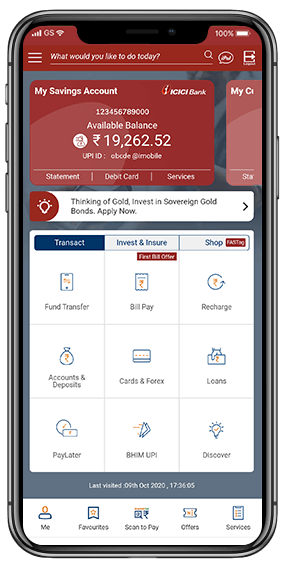 GS 100%
What would you like to do today?
Logout
My Savings Account ICICI Bank My Cu
123456789000
Available Balance
₹ 19,262.52
UPI ID : abcde @imobile
Statement Debit Card Services Sta
Thinking of Gold, Invest in Sovereign Gold
Bonds. Apply Now.
Transact Invest & Insure Shop FASTag
First Bill Offer
Fund Transfer Bill Pay Recharge
Accounts & Deposits Cards & Forex Loans
PayLater BHIM UPI Discover
Last visited :09th Oct 2020 , 17:36:05
Me Favourites Scan to Pay Offers Services